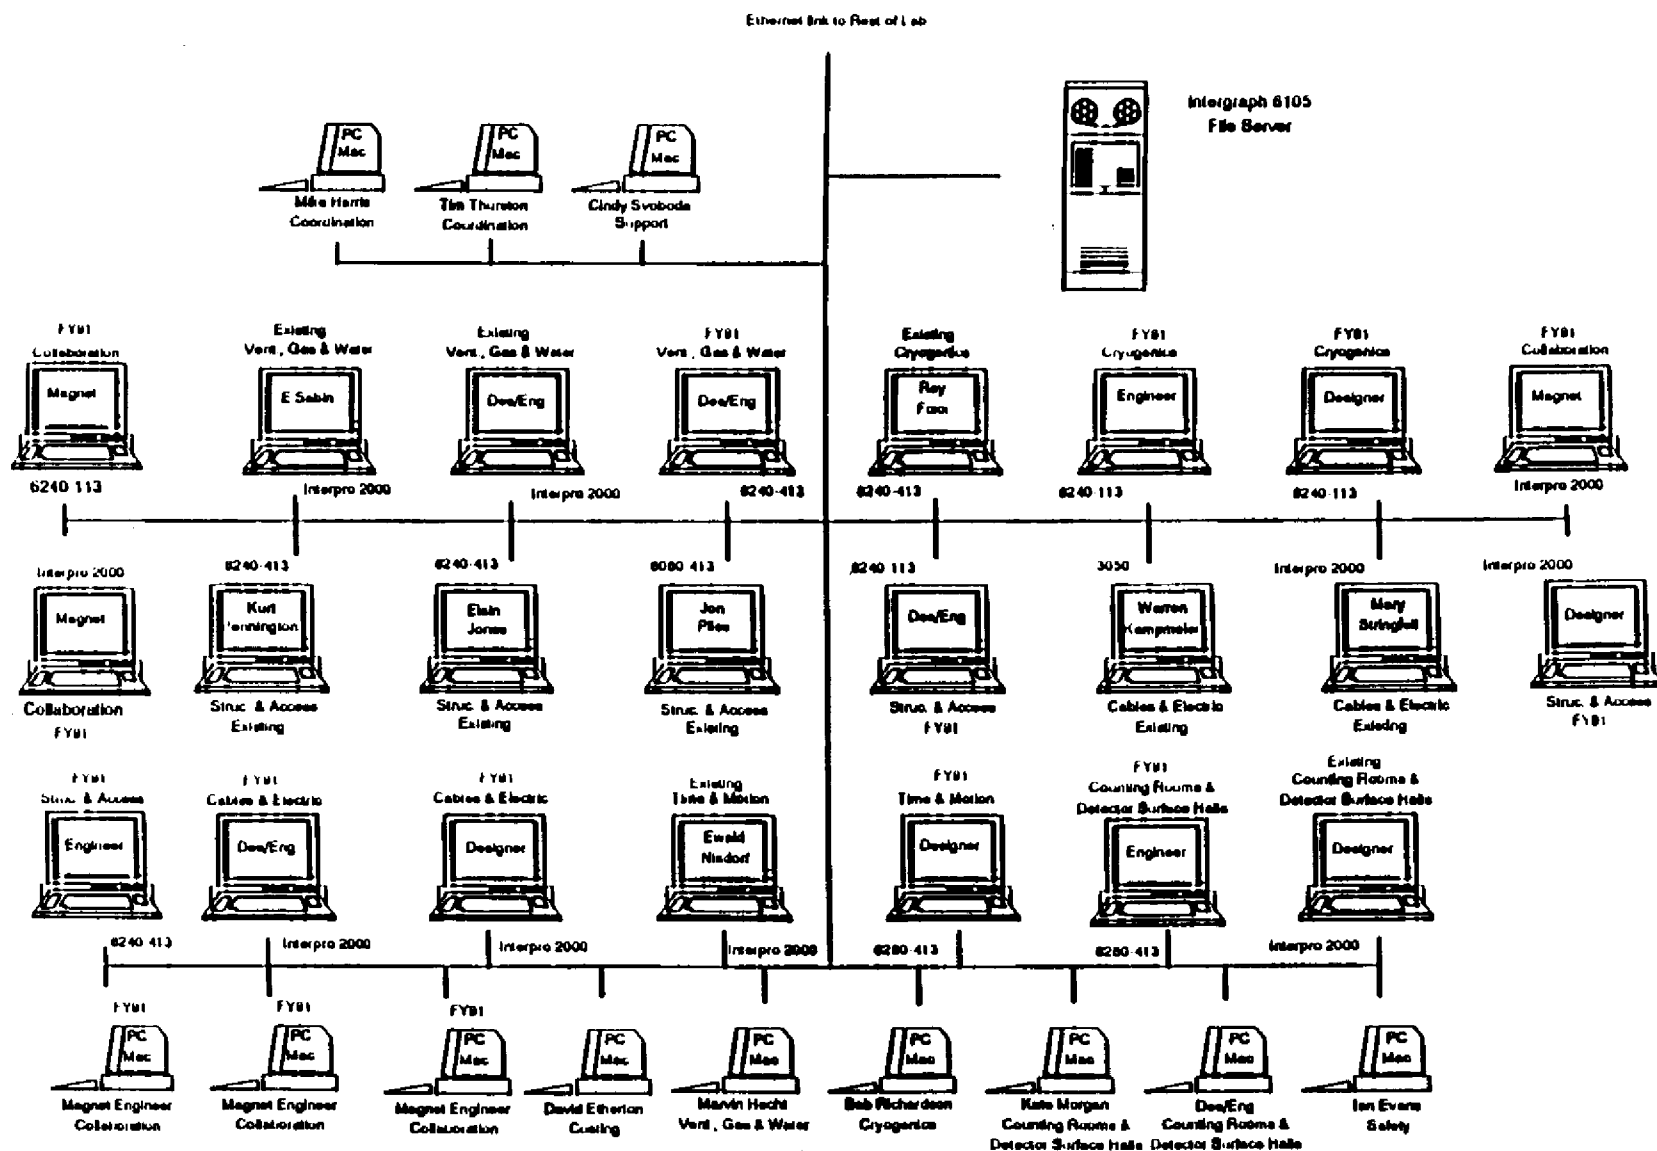 Ethernet link to Rest of Lab
Intergraph 6105
File Server
PC
Mac
Mike Harris
Coordination
PC
Mac
Tim Thurston
Coordination
PC
Mac
Cindy Svoboda
Support
FY91
Collaboration
Magnet
6240-113
Existing
Vent., Gas & Water
E Sabin
Interpro 2000
Existing
Vent., Gas & Water
Des/Eng
Interpro 2000
FY91
Vent., Gas & Water
Des/Eng
6240-413
Existing
Cryogenics
Roy
6240-413
FY91
Cryogenics
Engineer
6240-113
FY91
Cryogenics
Designer
6240-113
FY91
Collaboration
Magnet
Interpro 2000
Interpro 2000
Magnet
Collaboration
FY91
6240-413
Kurt
Pennington
Struc. & Access
Existing
6240-413
Elain
Jones
Struc. & Access
Existing
Jon
Piles
Struc. & Access
Existing
6240-113
Des/Eng
Struc. & Access
FY91
3050
Warren
Kampmeier
Cables & Electric
Existing
Interpro 2000
Mary
Stringfell
Cables & Electric
Existing
Interpro 2000
Designer
Struc. & Access
FY91
FY91
Struc. & Access
Engineer
6240-413
FY91
Cables & Electric
Des/Eng
Interpro 2000
FY91
Cables & Electric
Designer
Interpro 2000
Existing
Time & Motion
Ewald
Nisdorf
Interpro 2000
FY91
Time & Motion
Designer
6280-413
FY91
Counting Rooms &
Detector Surface Halls
Engineer
6280-413
Existing
Counting Rooms &
Detector Surface Halls
Designer
Interpro 2000
FY91
PC
Mac
Magnet Engineer
Collaboration
FY91
PC
Mac
Magnet Engineer
Collaboration
FY91
PC
Mac
Magnet Engineer
Collaboration
PC
Mac
David Etherton
Costing
PC
Mac
Marvin Hecht
Vent., Gas & Water
PC
Mac
Bob Richardson
Cryogenics
PC
Mac
Kate Morgan
Counting Rooms &
Detector Surface Halls
PC
Mac
Des/Eng
Counting Rooms &
Detector Surface Halls
PC
Mac
Ian Evans
Safety